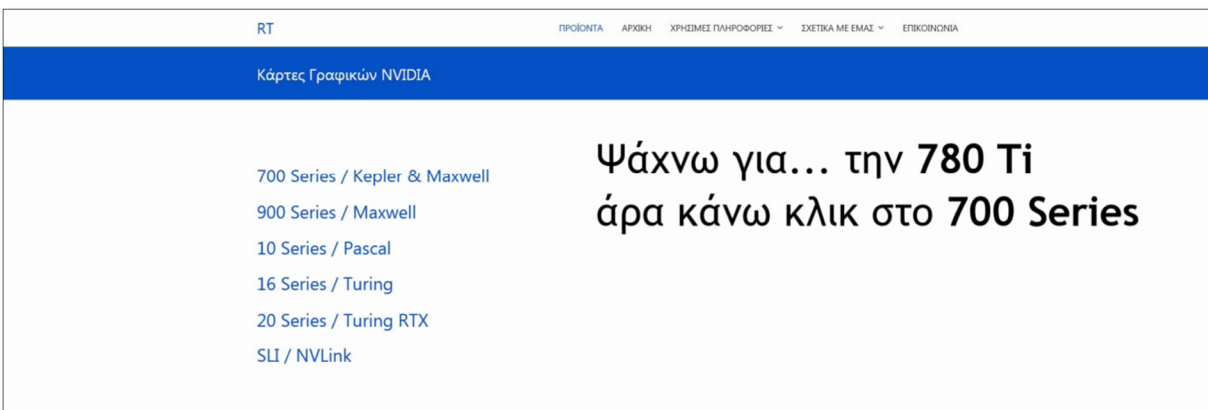 RT ΠΡΟΪΟΝΤΑ ΑΡΧΙΚΗ ΧΡΗΣΙΜΕΣ ΠΛΗΡΟΦΟΡΙΕΣ ΣΧΕΤΙΚΑ ΜΕ ΕΜΑΣ ΕΠΙΚΟΙΝΩΝΙΑ
Κάρτες Γραφικών NVIDIA
Ψάχνω για... την 780 Ti
άρα κάνω κλικ στο 700 Series
700 Series / Kepler & Maxwell
900 Series / Maxwell
10 Series / Pascal
16 Series / Turing
20 Series / Turing RTX
SLI / NVLink